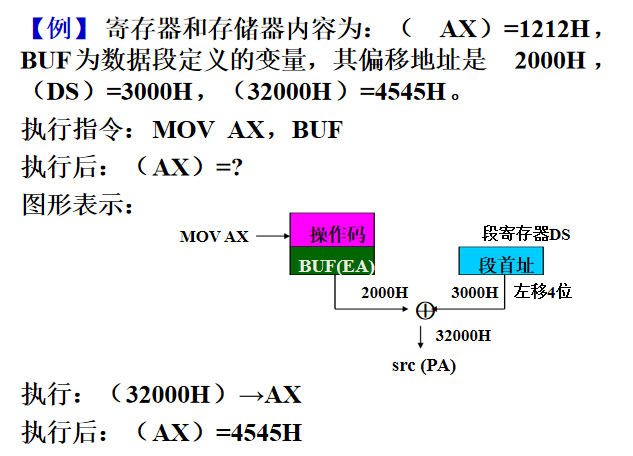 【例】寄存器和存储器内容为:( AX)=1212H,
BUF为数据段定义的变量,其偏移地址是 2000H,
(DS)=3000H,(32000H)=4545H。
执行指令:MOV AX,BUF
执行后:(AX)=?
图形表示:
MOV AX 操作码 段寄存器DS
BUF(EA) 段首址
2000H 3000H 左移4位
32000H
src (PA)
执行:(32000H)→AX
执行后:(AX)=4545H